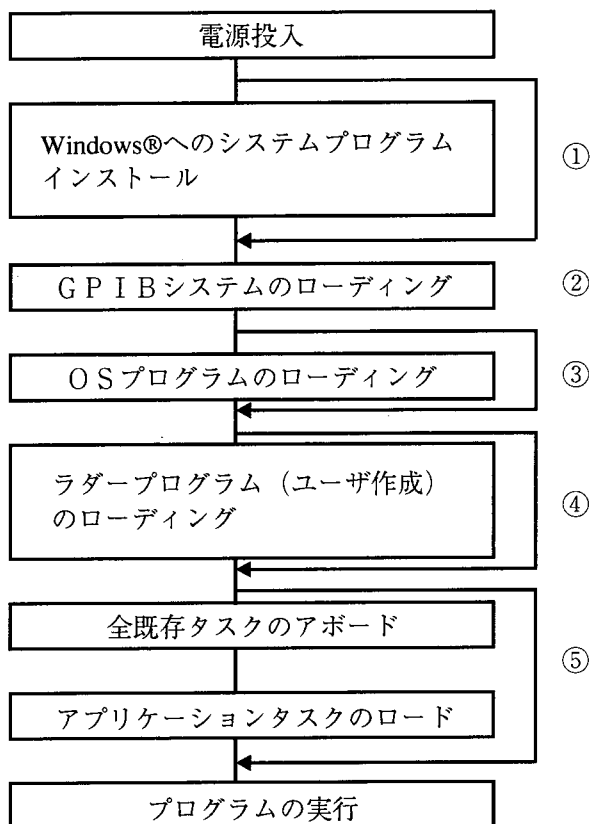 電源投入
Windows®へのシステムプログラム
インストール
①
GPIBシステムのローディング
②
OSプログラムのローディング
③
ラダープログラム（ユーザ作成）
のローディング
④
全既存タスクのアボード
⑤
アプリケーションタスクのロード
プログラムの実行